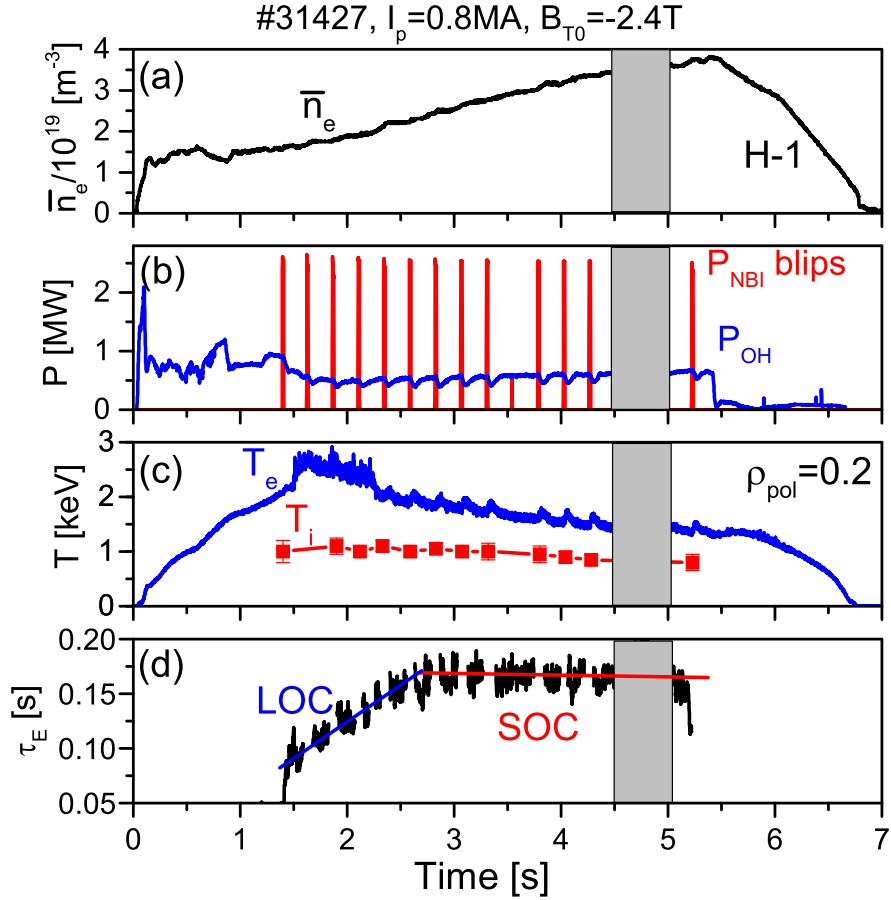 #31427, I_p=0.8MA, B_T0=-2.4T
4
3
2
1
0
n̅_e/10^19 [m^-3]
(a)
n̅_e
H-1
2
1
0
P [MW]
(b)
P_NBI blips
P_OH
3
2
1
0
T [keV]
(c)
T_e
T_i
ρ_pol=0.2
0.20
0.15
0.10
0.05
τ_E [s]
(d)
LOC
SOC
0 1 2 3 4 5 6 7
Time [s]